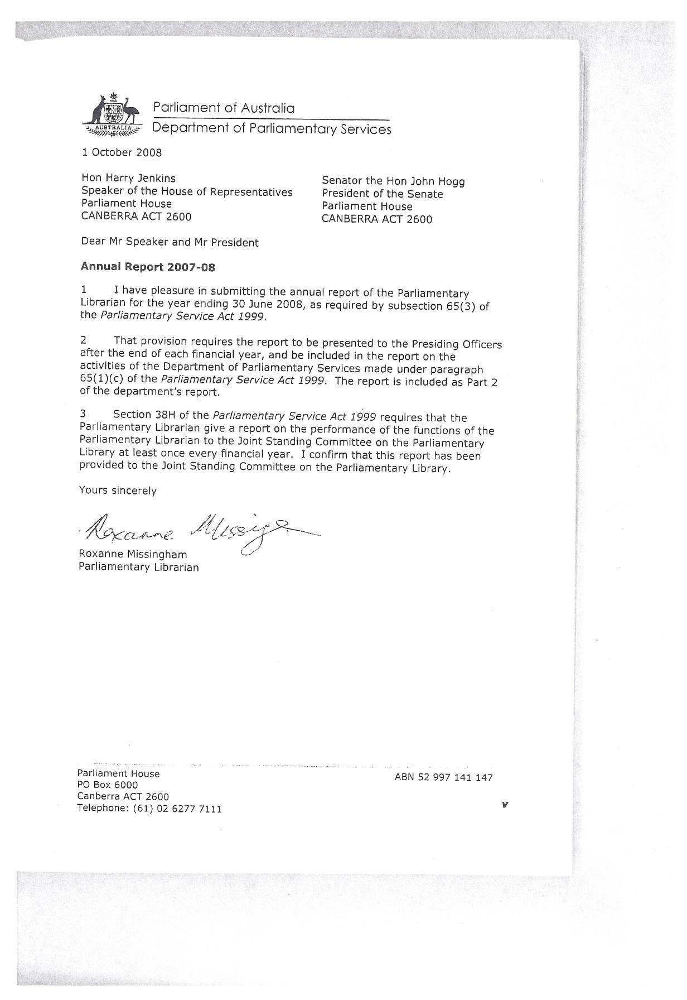 Parliament of Australia
Department of Parliamentary Services
AUSTRALIA
1 October 2008
Hon Harry Jenkins
Speaker of the House of Representatives
Parliament House
CANBERRA ACT 2600
Senator the Hon John Hogg
President of the Senate
Parliament House
CANBERRA ACT 2600
Dear Mr Speaker and Mr President
Annual Report 2007-08
1 I have pleasure in submitting the annual report of the Parliamentary
Librarian for the year ending 30 June 2008, as required by subsection 65(3) of
the Parliamentary Service Act 1999.
2 That provision requires the report to be presented to the Presiding Officers
after the end of each financial year, and be included in the report on the
activities of the Department of Parliamentary Services made under paragraph
65(1)(c) of the Parliamentary Service Act 1999. The report is included as Part 2
of the department's report.
3 Section 38H of the Parliamentary Service Act 1999 requires that the
Parliamentary Librarian give a report on the performance of the functions of the
Parliamentary Librarian to the Joint Standing Committee on the Parliamentary
Library at least once every financial year. I confirm that this report has been
provided to the Joint Standing Committee on the Parliamentary Library.
Yours sincerely
Roxanne
Roxanne Missingham
Parliamentary Librarian
Parliament House
PO Box 6000
Canberra ACT 2600
Telephone: (61) 02 6277 7111
ABN 52 997 141 147
v